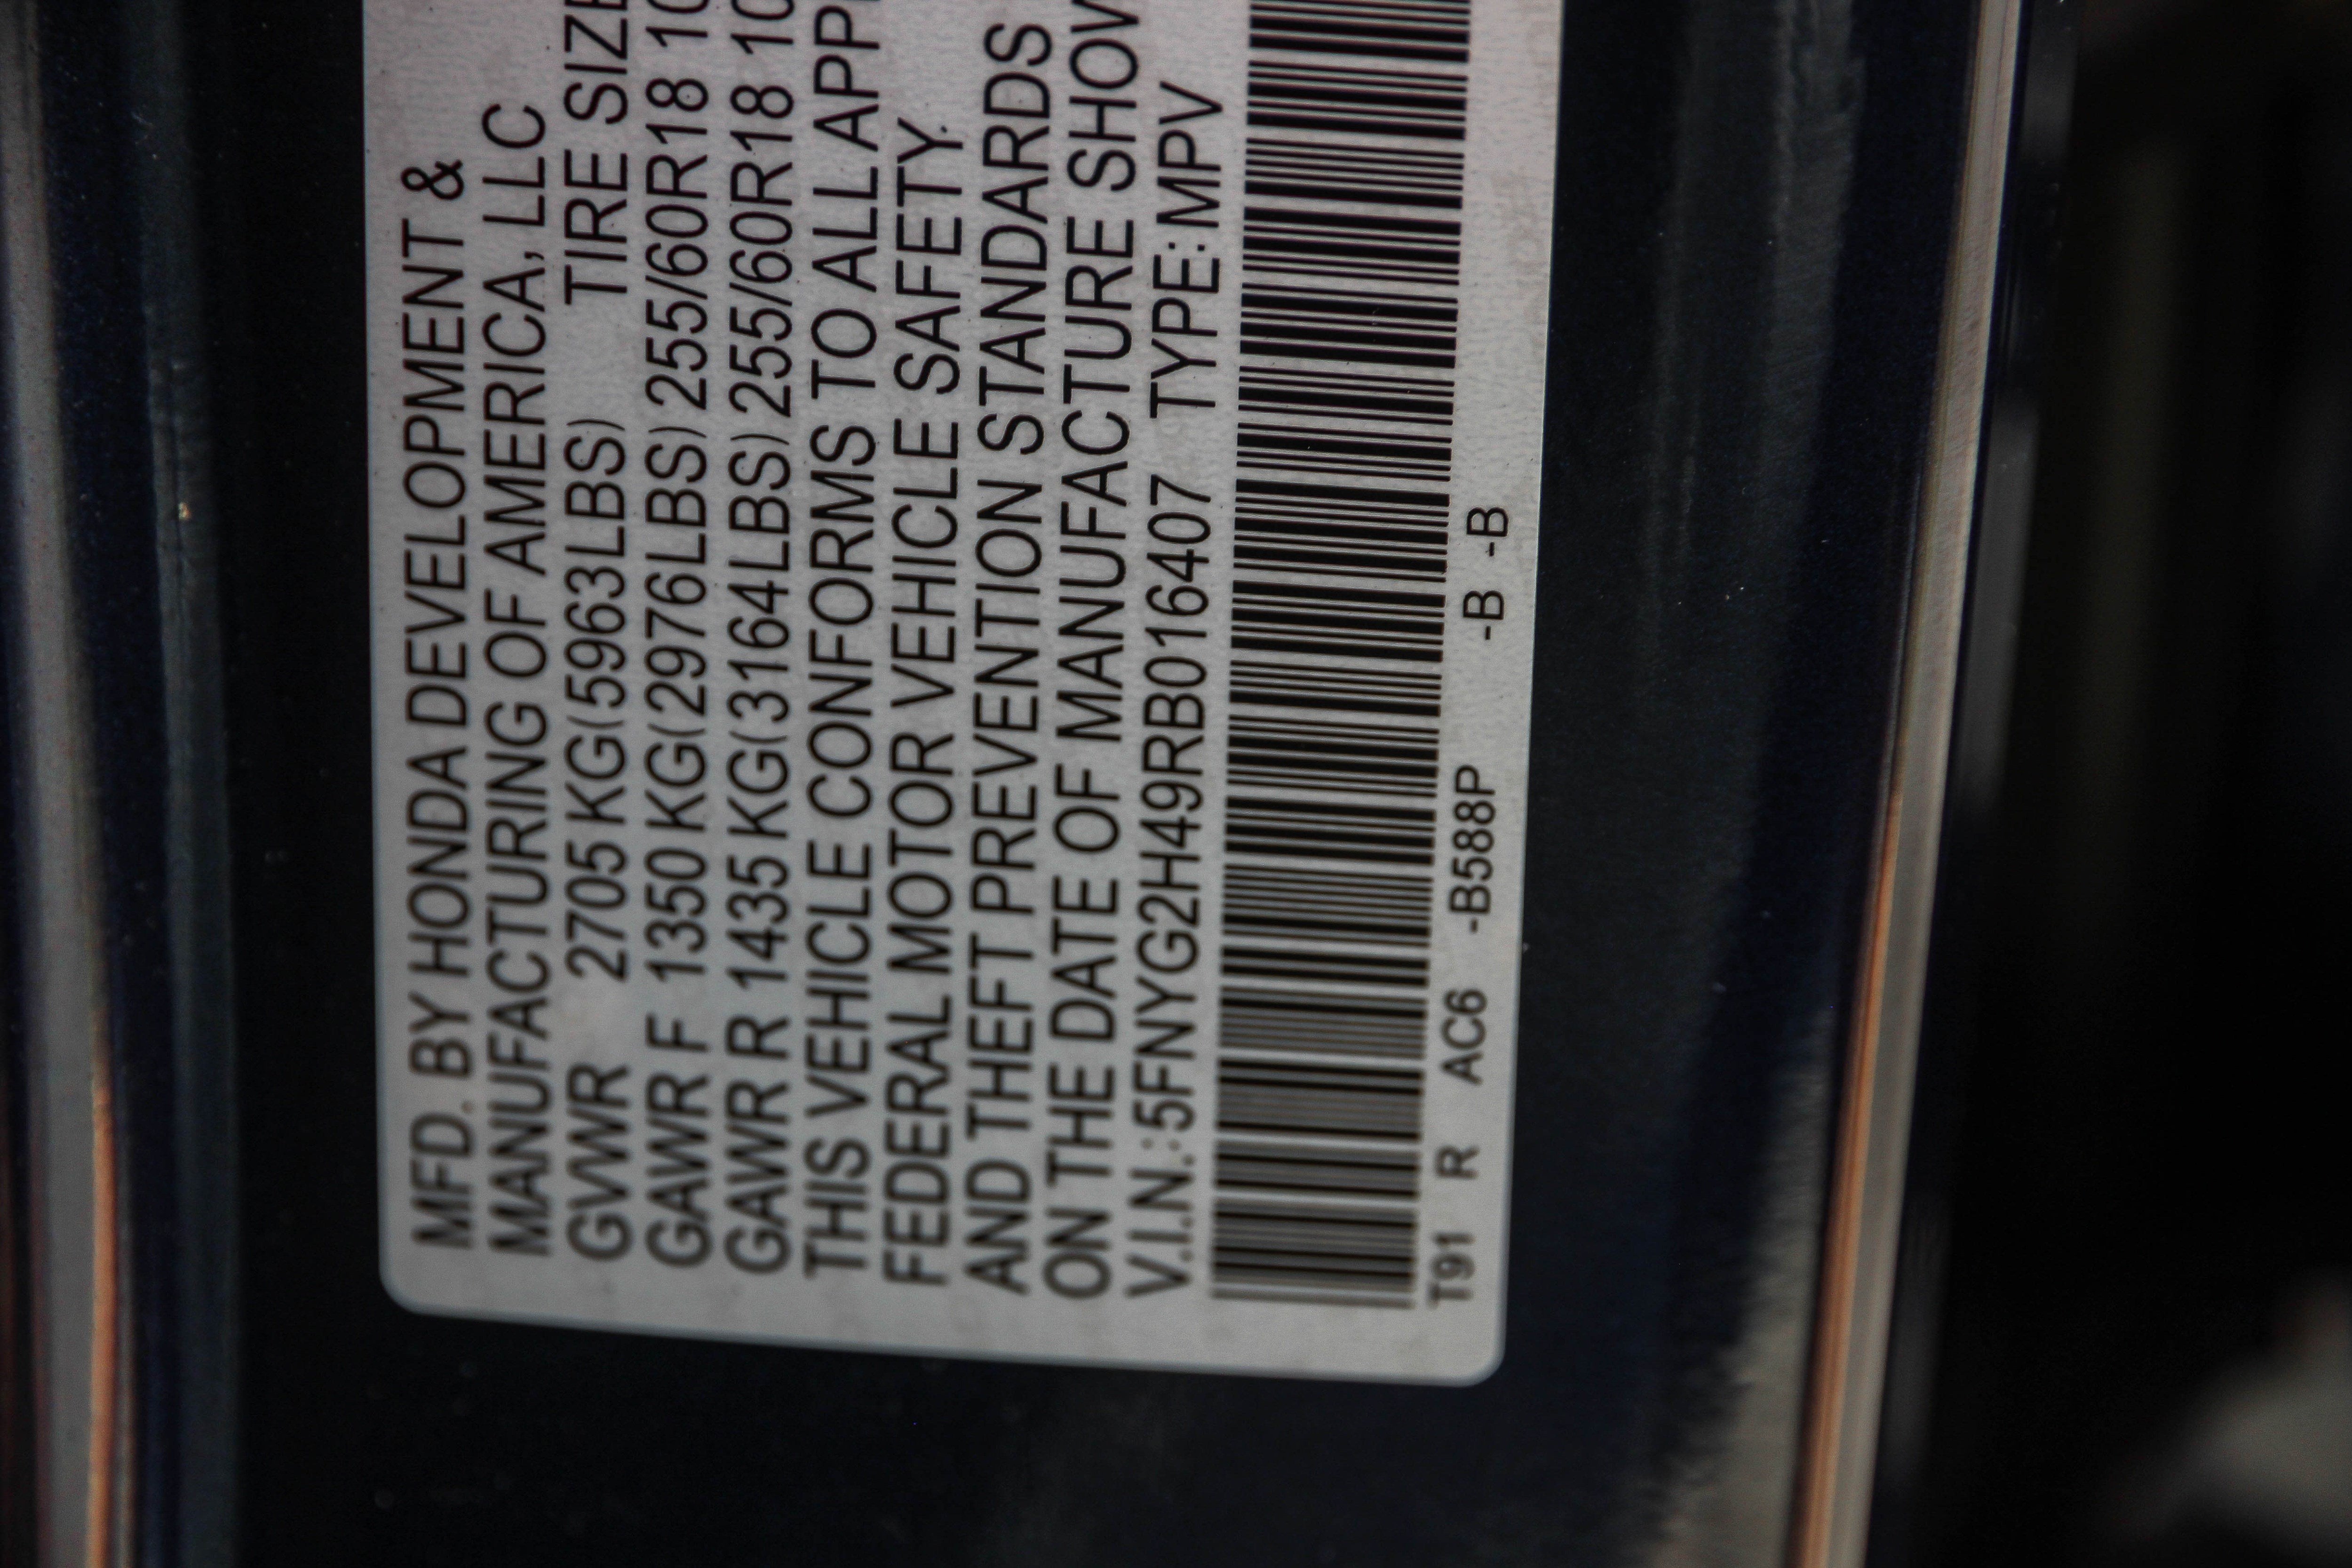 MFD. BY HONDA DEVELOPMENT &
MANUFACTURING OF AMERICA, LLC
GVWR 2705 KG(5963LBS) TIRE SIZE
GAWR F 1350 KG(2976LBS) 255/60R18 10
GAWR R 1435 KG(3164LBS) 255/60R18 10
THIS VEHICLE CONFORMS TO ALL APPL
FEDERAL MOTOR VEHICLE SAFETY
AND THEFT PREVENTION STANDARDS
ON THE DATE OF MANUFACTURE SHOW
V.I.N.:5FNYG2H49RB016407 TYPE:MPV
T91 R AC6 -B588P -B -B